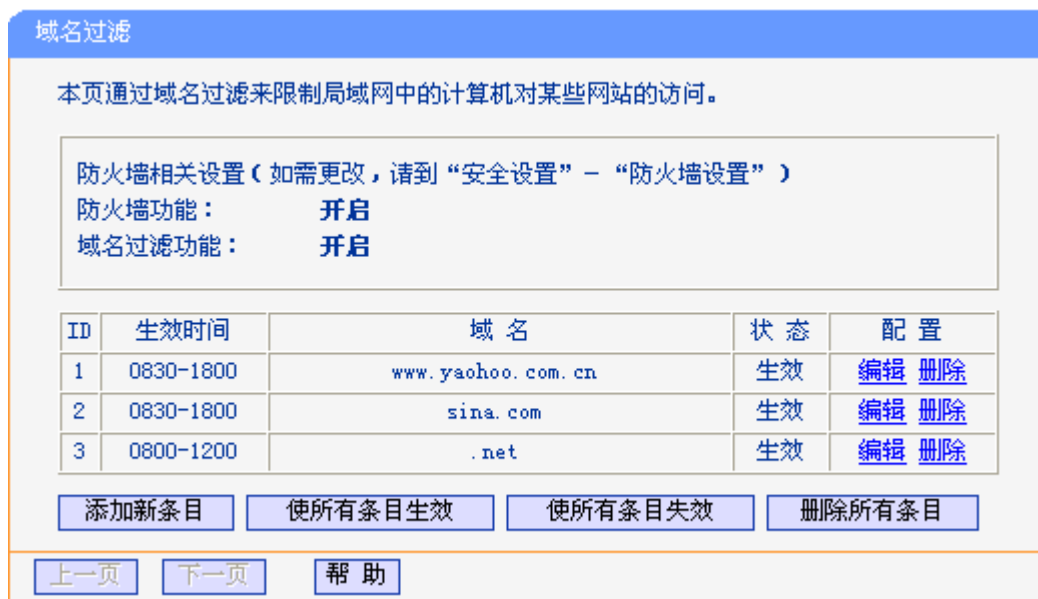 域名过滤
本页通过域名过滤来限制局域网中的计算机对某些网站的访问。
防火墙相关设置(如需更改,请到“安全设置”-“防火墙设置”)
防火墙功能: 开启
域名过滤功能: 开启
ID 生效时间 域 名 状 态 配 置
1 0830-1800 www.yaohoo.com.cn 生效 编辑 删除
2 0830-1800 sina.com 生效 编辑 删除
3 0800-1200 .net 生效 编辑 删除
添加新条目 使所有条目生效 使所有条目失效 删除所有条目
上一页 下一页 帮 助